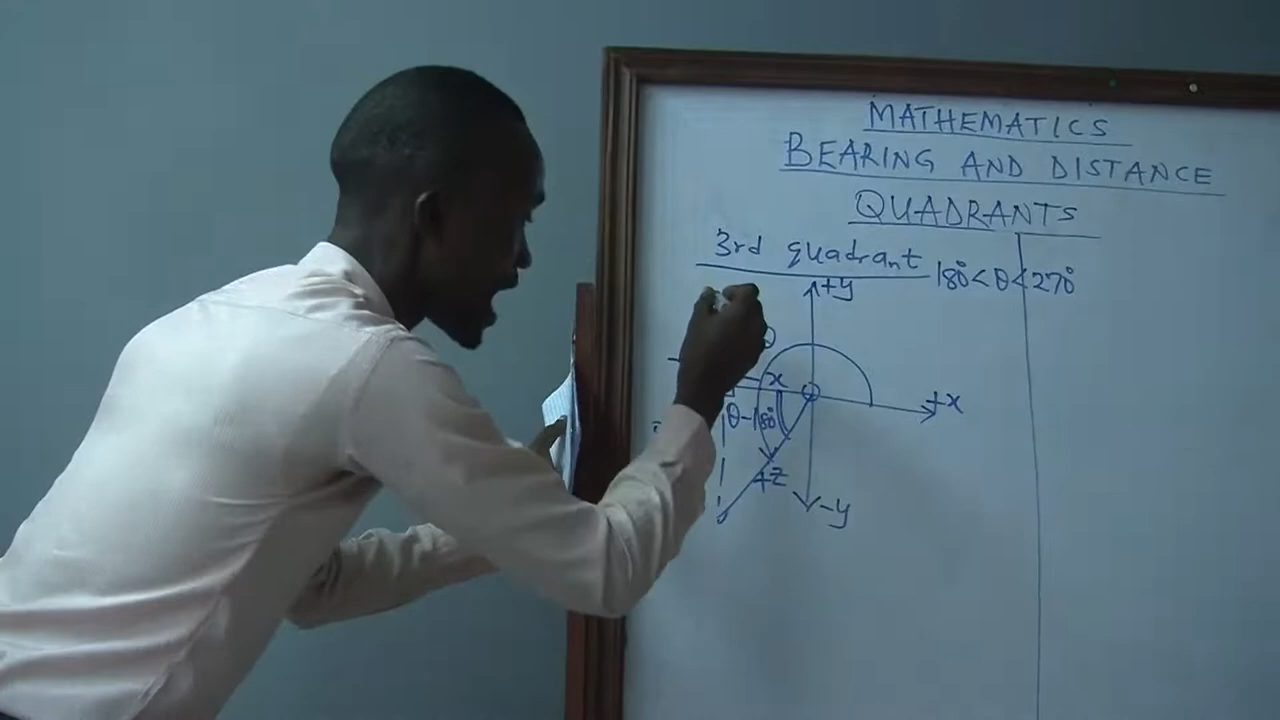 MATHEMATICS
BEARING AND DISTANCE
QUADRANTS
3rd quadrant 180°<θ<270°
+y
x
+x
θ-180°
+z
-y